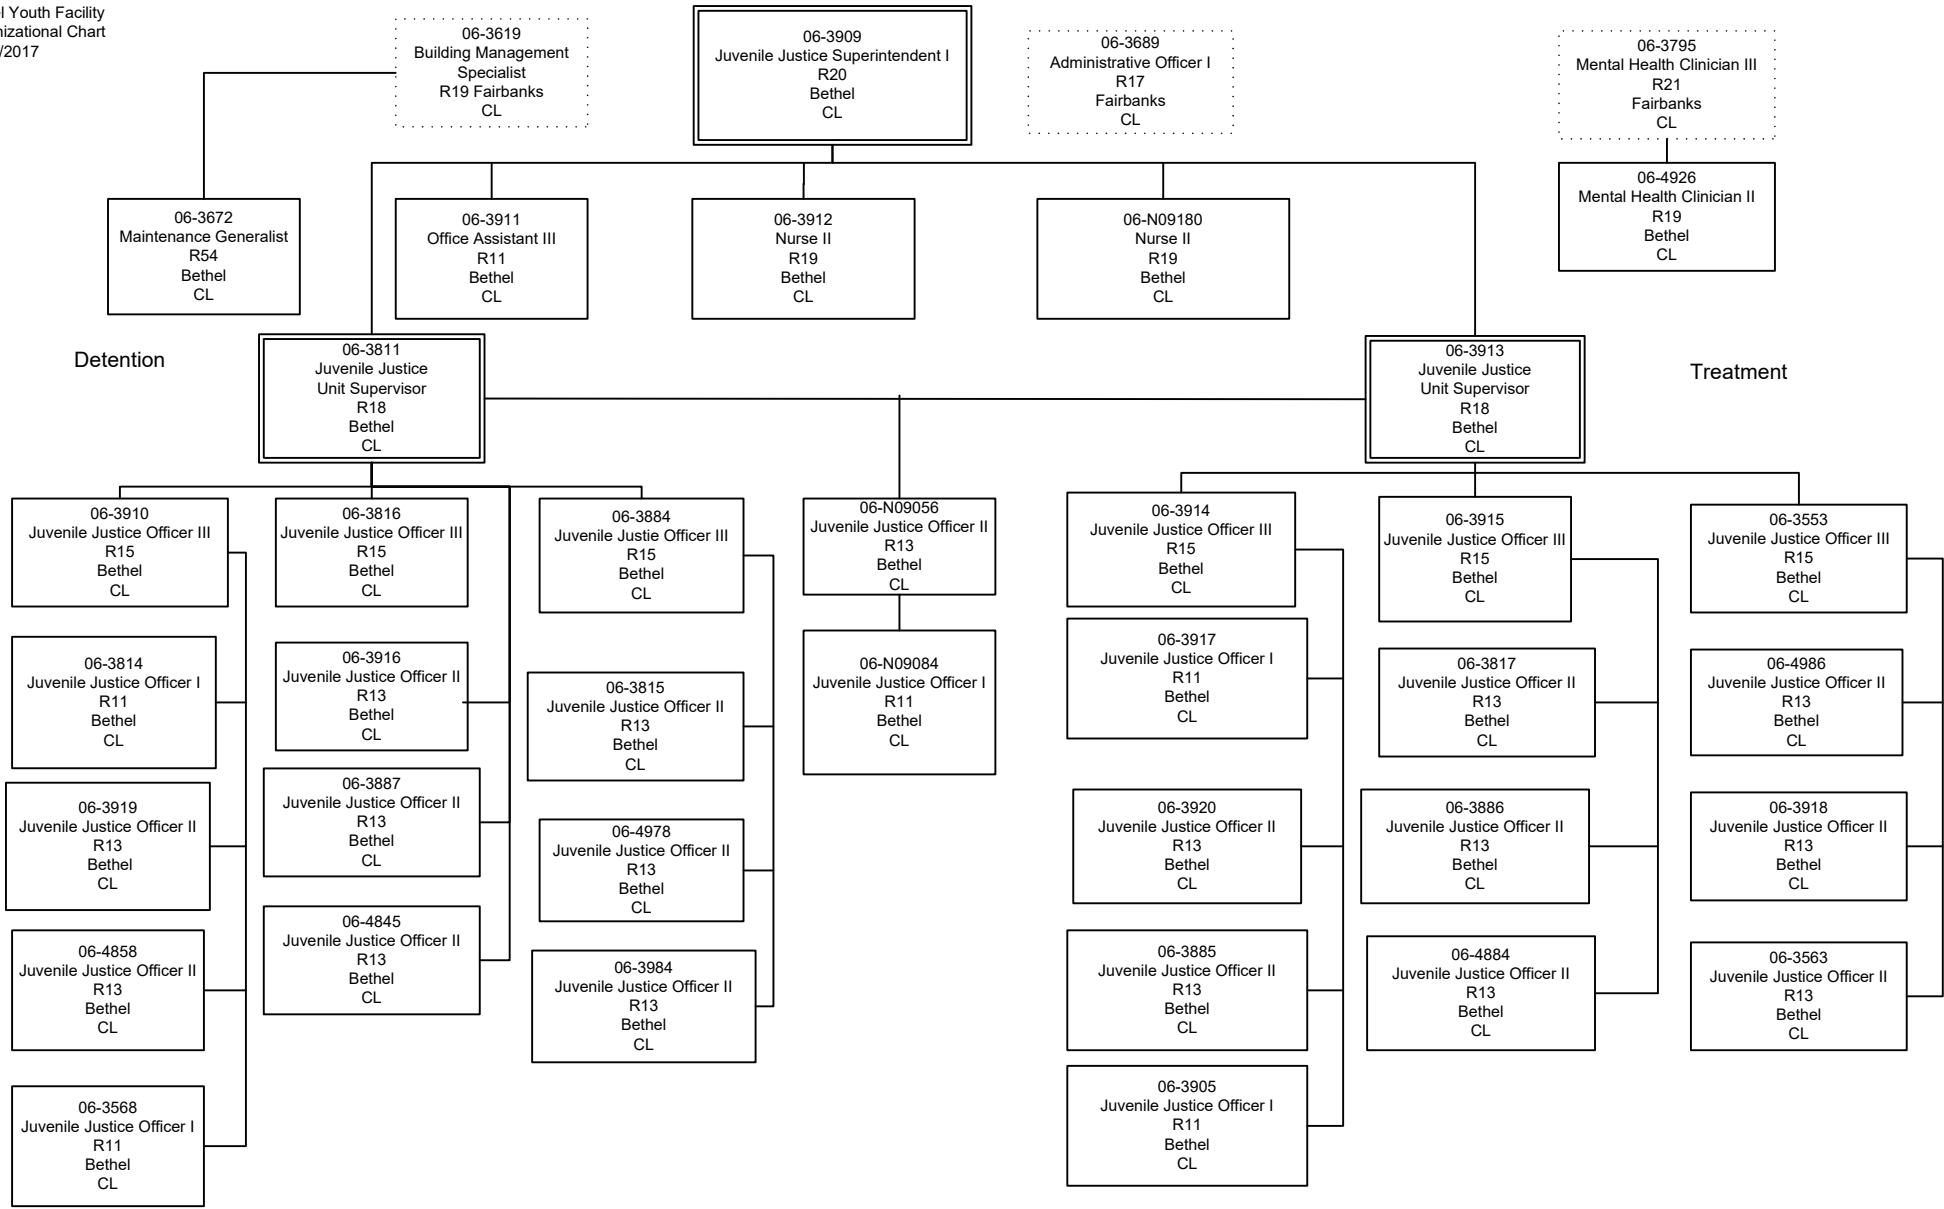 Youth Facility
Chart
/2017
06-3619
Building Management
Specialist
R19 Fairbanks
CL
06-3909
Juvenile Justice Superintendent I
R20
Bethel
CL
06-3689
Administrative Officer I
R17
Fairbanks
CL
06-3795
Mental Health Clinician III
R21
Fairbanks
CL
06-3672
Maintenance Generalist
R54
Bethel
CL
06-3911
Office Assistant III
R11
Bethel
CL
06-3912
Nurse II
R19
Bethel
CL
06-N09180
Nurse II
R19
Bethel
CL
06-4926
Mental Health Clinician II
R19
Bethel
CL
Detention
06-3811
Juvenile Justice
Unit Supervisor
R18
Bethel
CL
06-3913
Juvenile Justice
Unit Supervisor
R18
Bethel
CL
Treatment
06-3910
Juvenile Justice Officer III
R15
Bethel
CL
06-3814
Juvenile Justice Officer I
R11
Bethel
CL
06-3919
Juvenile Justice Officer II
R13
Bethel
CL
06-4858
Juvenile Justice Officer II
R13
Bethel
CL
06-3568
Juvenile Justice Officer I
R11
Bethel
CL
06-3816
Juvenile Justice Officer III
R15
Bethel
CL
06-3916
Juvenile Justice Officer II
R13
Bethel
CL
06-3887
Juvenile Justice Officer II
R13
Bethel
CL
06-4845
Juvenile Justice Officer II
R13
Bethel
CL
06-3884
Juvenile Justie Officer III
R15
Bethel
CL
06-3815
Juvenile Justice Officer II
R13
Bethel
CL
06-4978
Juvenile Justice Officer II
R13
Bethel
CL
06-3984
Juvenile Justice Officer II
R13
Bethel
CL
06-N09056
Juvenile Justice Officer II
R13
Bethel
CL
06-N09084
Juvenile Justice Officer I
R11
Bethel
CL
06-3914
Juvenile Justice Officer III
R15
Bethel
CL
06-3917
Juvenile Justice Officer I
R11
Bethel
CL
06-3920
Juvenile Justice Officer II
R13
Bethel
CL
06-3885
Juvenile Justice Officer II
R13
Bethel
CL
06-3905
Juvenile Justice Officer I
R11
Bethel
CL
06-3915
Juvenile Justice Officer III
R15
Bethel
CL
06-3817
Juvenile Justice Officer II
R13
Bethel
CL
06-3886
Juvenile Justice Officer II
R13
Bethel
CL
06-4884
Juvenile Justice Officer II
R13
Bethel
CL
06-3553
Juvenile Justice Officer III
R15
Bethel
CL
06-4986
Juvenile Justice Officer II
R13
Bethel
CL
06-3918
Juvenile Justice Officer II
R13
Bethel
CL
06-3563
Juvenile Justice Officer II
R13
Bethel
CL